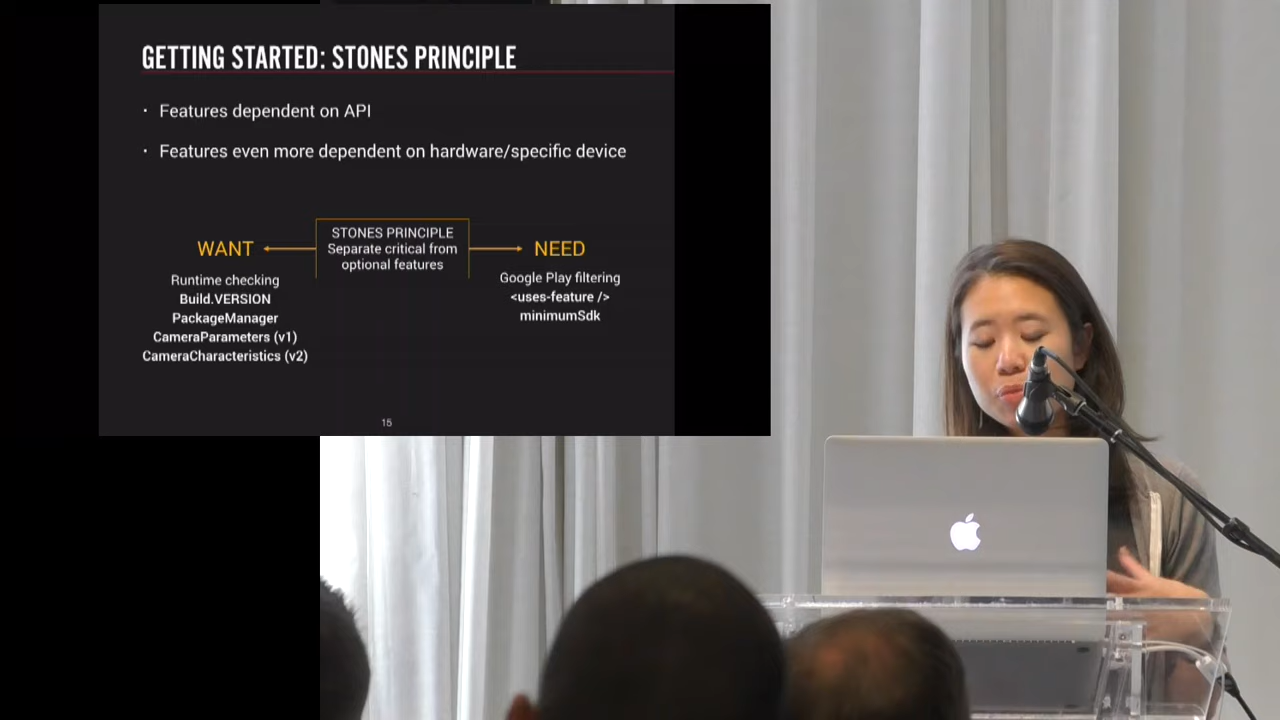 GETTING STARTED: STONES PRINCIPLE
· Features dependent on API
· Features even more dependent on hardware/specific device
STONES PRINCIPLE
Separate critical from
optional features
WANT
Runtime checking
Build.VERSION
PackageManager
CameraParameters (v1)
CameraCharacteristics (v2)
NEED
Google Play filtering
<uses-feature />
minimumSdk
15